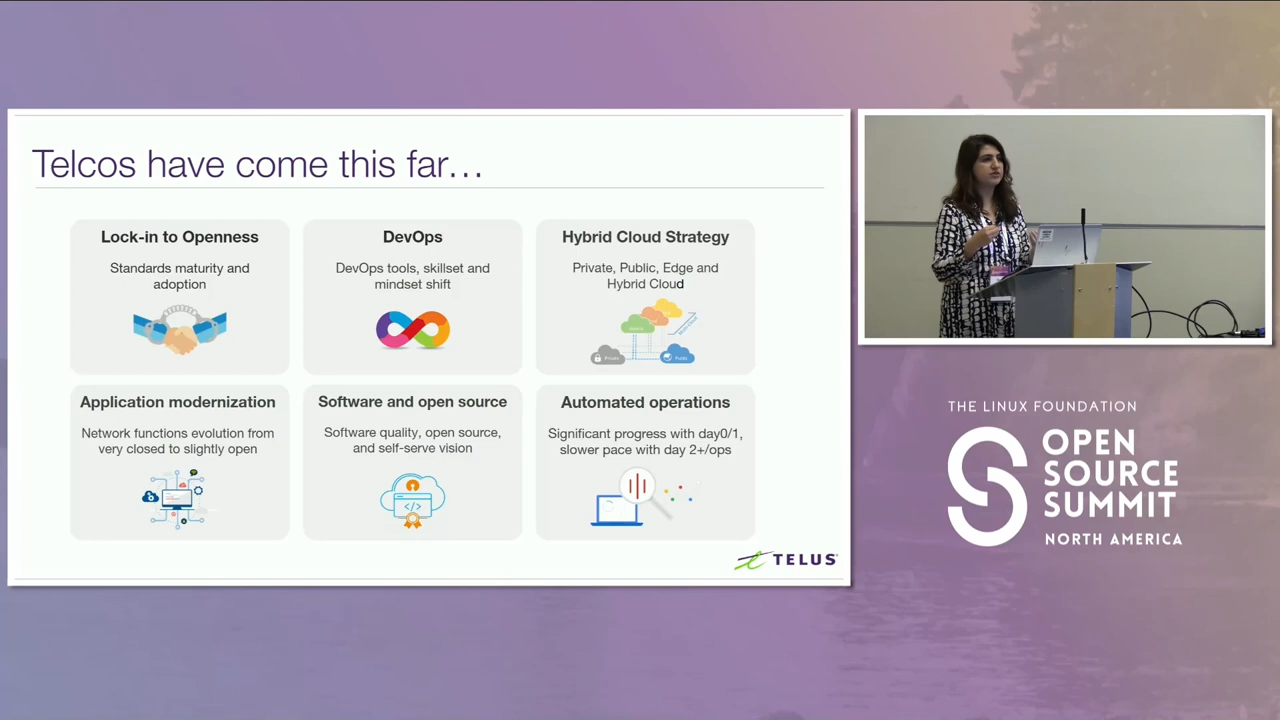 Telcos have come this far…
Lock-in to Openness
Standards maturity and
adoption
DevOps
DevOps tools, skillset and
mindset shift
Hybrid Cloud Strategy
Private, Public, Edge and
Hybrid Cloud
Private
Public
Application modernization
Network functions evolution from
very closed to slightly open
Software and open source
Software quality, open source,
and self-serve vision
</>
Automated operations
Significant progress with day0/1,
slower pace with day 2+/ops
TELUS
THE LINUX FOUNDATION
OPEN
SOURCE
SUMMIT
NORTH AMERICA